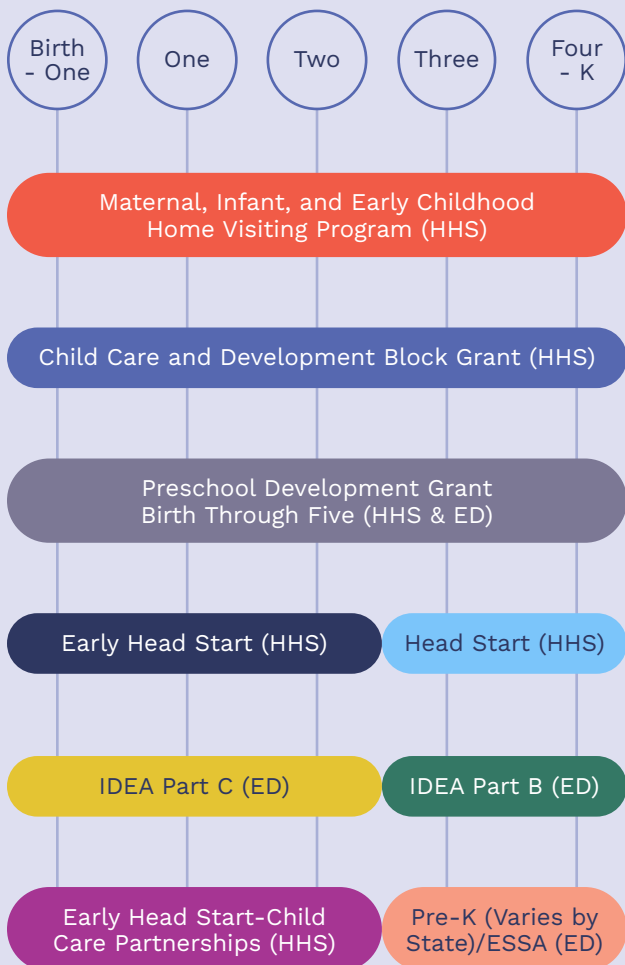 Birth
- One
One
Two
Three
Four
- K
Maternal, Infant, and Early Childhood
Home Visiting Program (HHS)
Child Care and Development Block Grant (HHS)
Preschool Development Grant
Birth Through Five (HHS & ED)
Early Head Start (HHS)
Head Start (HHS)
IDEA Part C (ED)
IDEA Part B (ED)
Early Head Start-Child
Care Partnerships (HHS)
Pre-K (Varies by
State)/ESSA (ED)